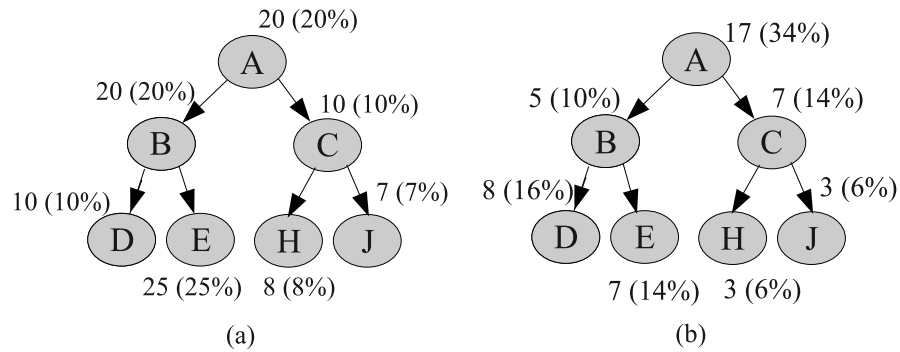 20 (20%)
A
20 (20%)
10 (10%)
B
C
10 (10%)
7 (7%)
D
E
H
J
25 (25%)
8 (8%)
(a)
17 (34%)
A
5 (10%)
7 (14%)
B
C
8 (16%)
3 (6%)
D
E
H
J
7 (14%)
3 (6%)
(b)